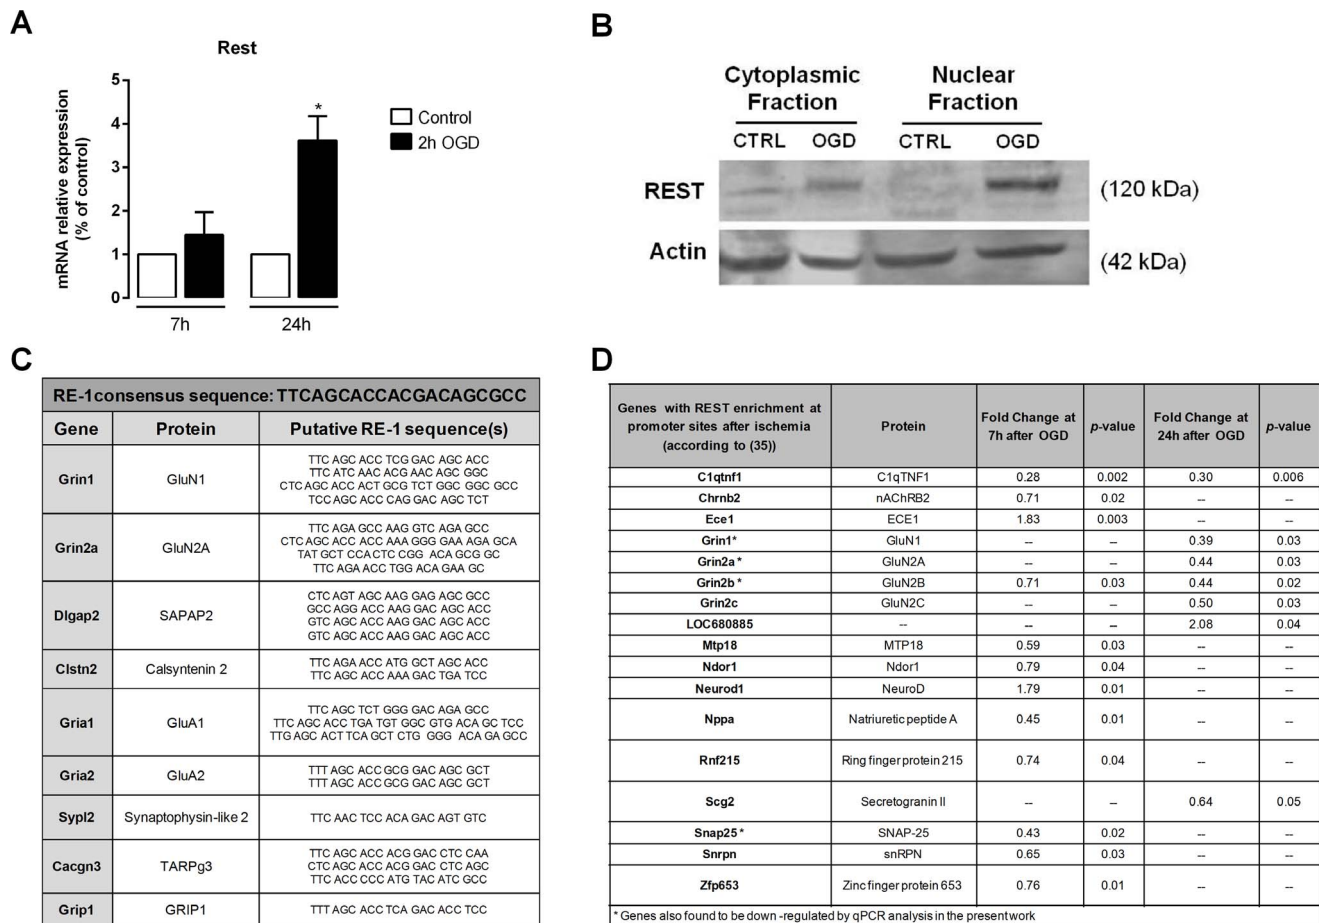 A
Rest
mRNA relative expression
(% of control)
5
4
3
2
1
0
*
Control
2h OGD
7h
24h
B
Cytoplasmic
Fraction
Nuclear
Fraction
CTRL
OGD
CTRL
OGD
REST
(120 kDa)
Actin
(42 kDa)
C
RE-1consensus sequence: TTCAGCACCACGACAGCGCC
Gene Protein Putative RE-1 sequence(s)
Grin1 GluN1
TTC AGC ACC TCG GAC AGC ACC
TTC ATC AAC ACG AAC AGC GGC
CTC AGC ACC ACT GCG TCT GGC GGC GCC
TCC AGC ACC CAG GAC AGC TCT
Grin2a GluN2A
TTC AGA GCC AAG GTC AGA GCC
CTC AGC ACC ACC AAA GGG GAA AGA GCA
TAT GCT CCA CTC CGG ACA GCG GC
TTC AGA ACC TGG ACA GAA GC
Dlgap2 SAPAP2
CTC AGT AGC AAG GAG AGC GCC
GCC AGG ACC AAG GAC AGC ACC
GTC AGC ACC AAG GAC AGC ACC
GTC AGC ACC AAG GAC AGC ACC
Clstn2 Calsyntenin 2
TTC AGA ACC ATG GCT AGC ACC
TTC AGC ACC AAA GAC TGA TCC
Gria1 GluA1
TTC AGC TCT GGG GAC AGA GCC
TTC AGC ACC TGA TGT GGC GTG ACA GCTCC
TTG AGC ACT TCA GCT CTG GGG ACA GA GCC
Gria2 GluA2
TTT AGC ACC GCG GAC AGC GCT
TTT AGC ACC GCG GAC AGC GCT
Sypl2 Synaptophysin-like 2 TTC AAC TCC ACA GAC AGT GTC
Cacgn3 TARPg3
TTC AGC ACC ACG GAC CTC CAA
CTC AGC ACC ACG GAC CTC AGC
TTC ACC CCC ATG TAC ATC GCC
Grip1 GRIP1 TTT AGC ACC TCA GAC ACC TCC
D
Genes with REST enrichment at
promoter sites after ischemia
(according to (35))
Protein
Fold Change at
7h after OGD
p-value
Fold Change at
24h after OGD
p-value
C1qtnf1 C1qTNF1 0.28 0.002 0.30 0.006
Chrnb2 nAChRB2 0.71 0.02 -- --
Ece1 ECE1 1.83 0.003 -- --
Grin1* GluN1 -- -- 0.39 0.03
Grin2a * GluN2A -- -- 0.44 0.03
Grin2b * GluN2B 0.71 0.03 0.44 0.02
Grin2c GluN2C -- -- 0.50 0.03
LOC680885 -- -- -- 2.08 0.04
Mtp18 MTP18 0.59 0.03 -- --
Ndor1 Ndor1 0.79 0.04 -- --
Neurod1 NeuroD 1.79 0.01 -- --
Nppa Natriuretic peptide A 0.45 0.01 -- --
Rnf215 Ring finger protein 215 0.74 0.04 -- --
Scg2 Secretogranin II -- -- 0.64 0.05
Snap25 * SNAP-25 0.43 0.02 -- --
Snrpn snRPN 0.65 0.03 -- --
Zfp653 Zinc finger protein 653 0.76 0.01 -- --
* Genes also found to be down -regulated by qPCR analysis in the present work